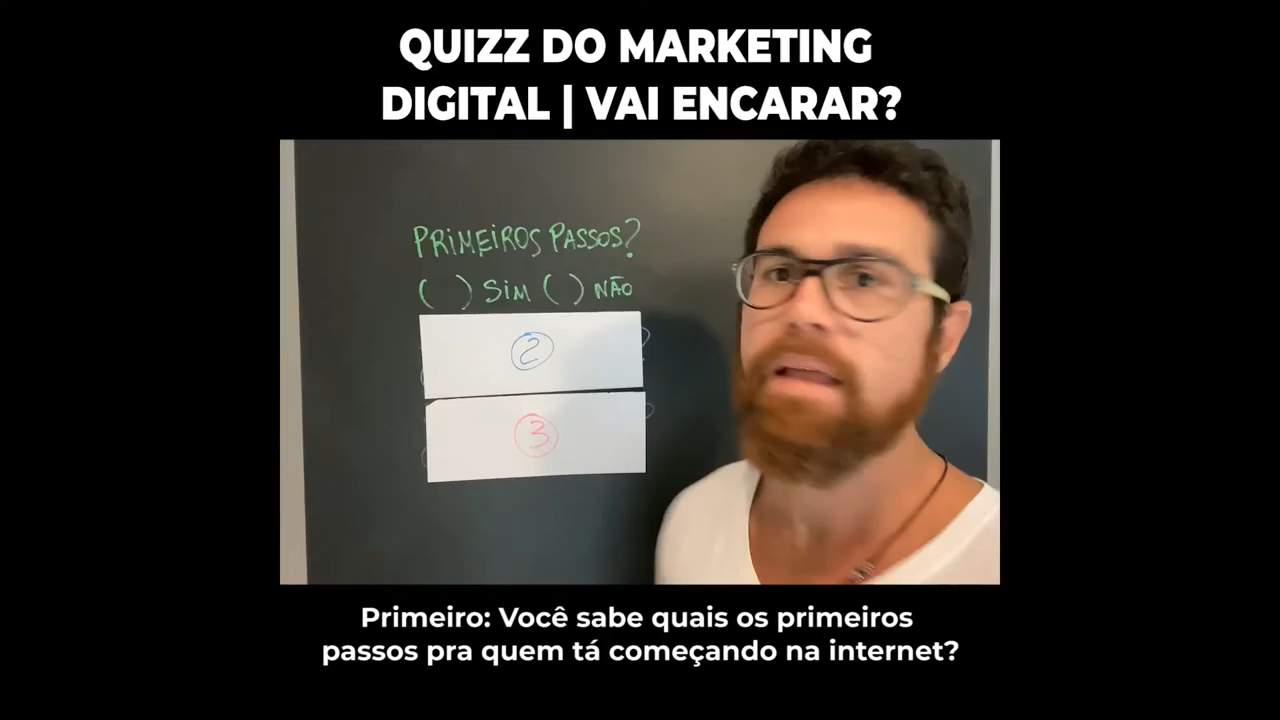 QUIZZ DO MARKETING
DIGITAL | VAI ENCARAR?
PRIMEIROS PASSOS?
( ) SIM ( ) NÃO
2
3
Primeiro: Você sabe quais os primeiros
passos pra quem tá começando na internet?